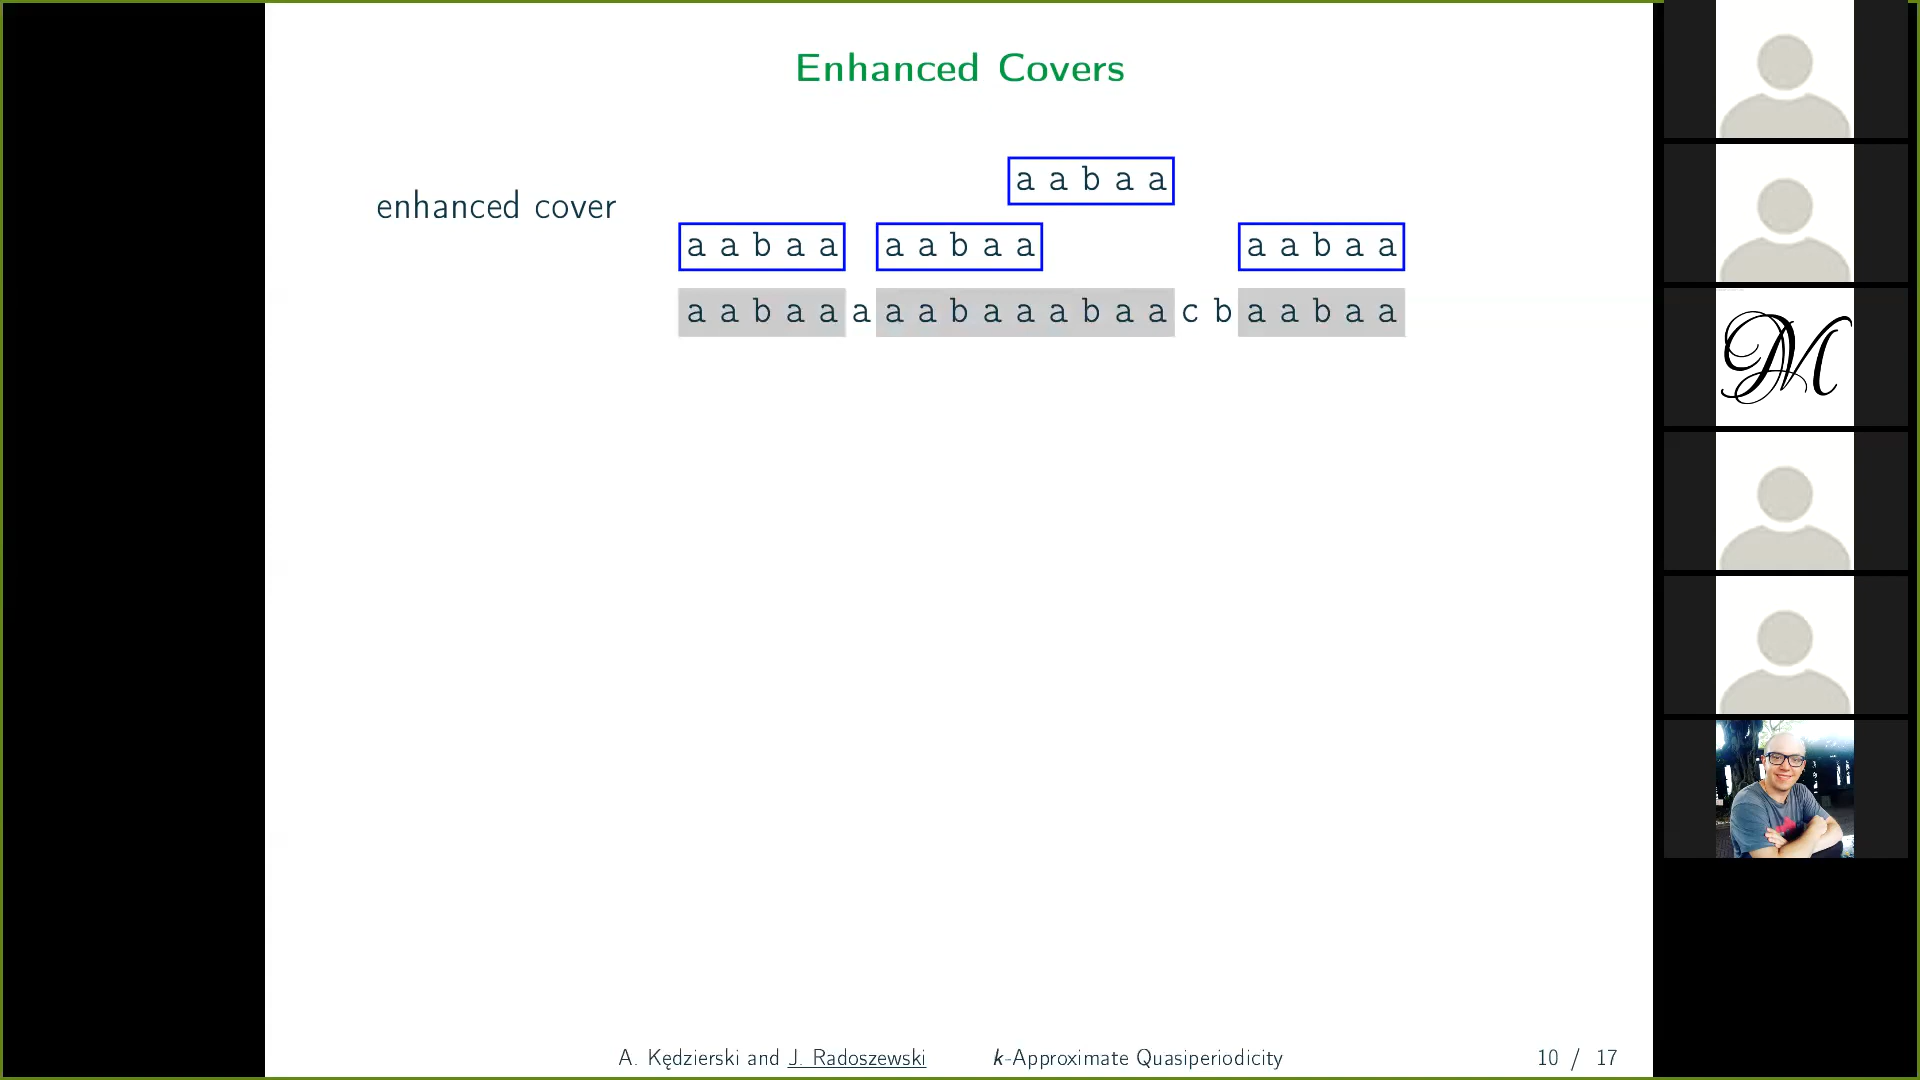 Enhanced Covers
a a b a a
enhanced cover
a a b a a a a b a a a a b a a
a a b a a a a a b a a a b a a c b a a b a a
A. Kędzierski and J. Radoszewski k-Approximate Quasiperiodicity 10 / 17
M